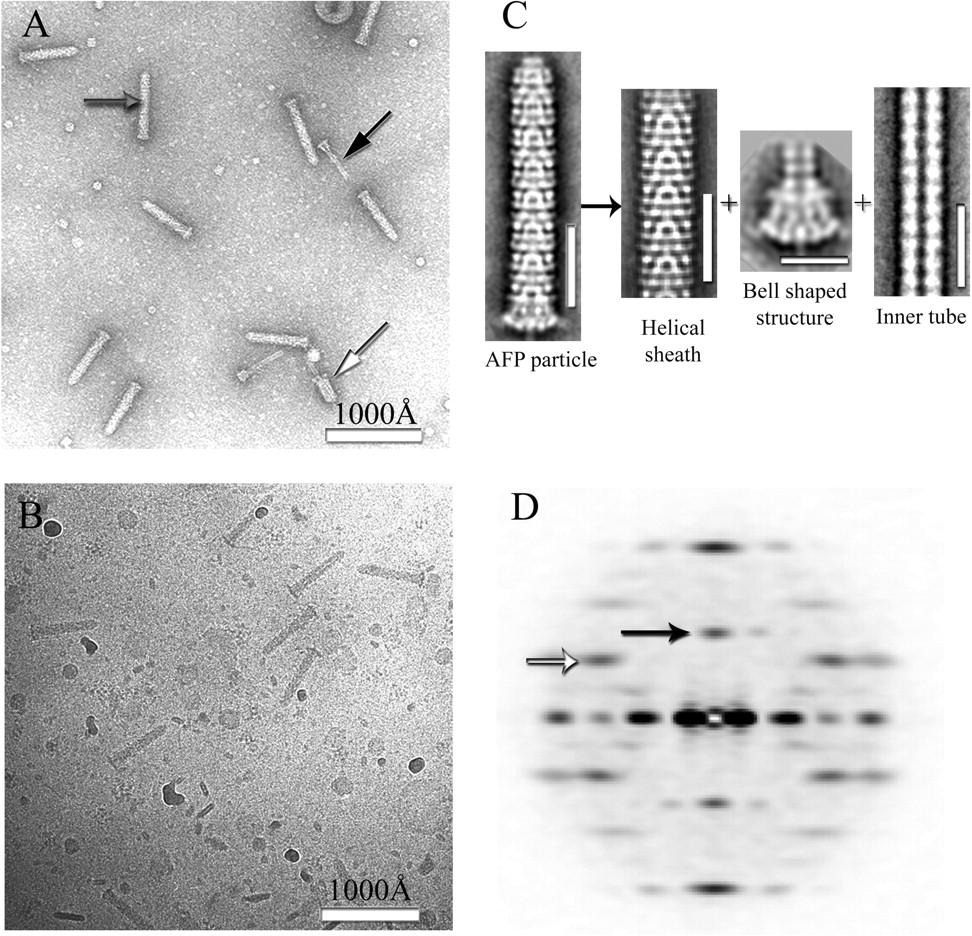 A
1000Å
B
1000Å
C
AFP particle
Helical
sheath
+
Bell shaped
structure
+
Inner tube
D